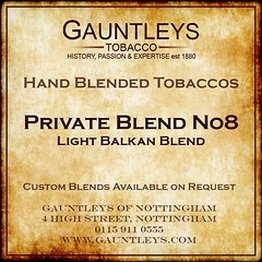 GAUNTLEYS
TOBACCO
HISTORY, PASSION & EXPERTISE est 1880
HAND BLENDED TOBACCOS
PRIVATE BLEND NO8
LIGHT BALKAN BLEND
CUSTOM BLENDS AVAILABLE ON REQUEST
GAUNTLEYS OF NOTTINGHAM
4 HIGH STREET, NOTTINGHAM
0115 911 0555
WWW.GAUNTLEYS.COM